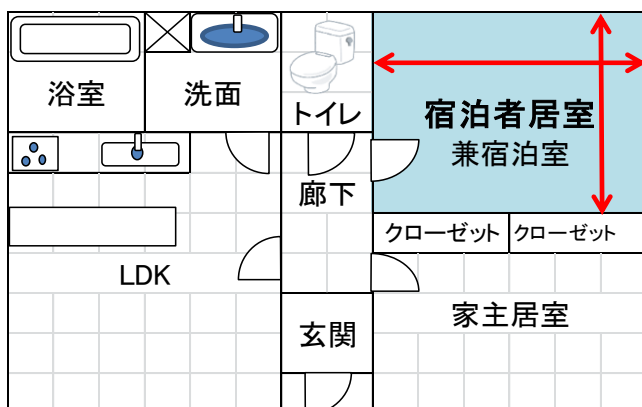 浴室
洗面
トイレ
宿泊者居室
兼宿泊室
廊下
クローゼット
クローゼット
LDK
玄関
家主居室